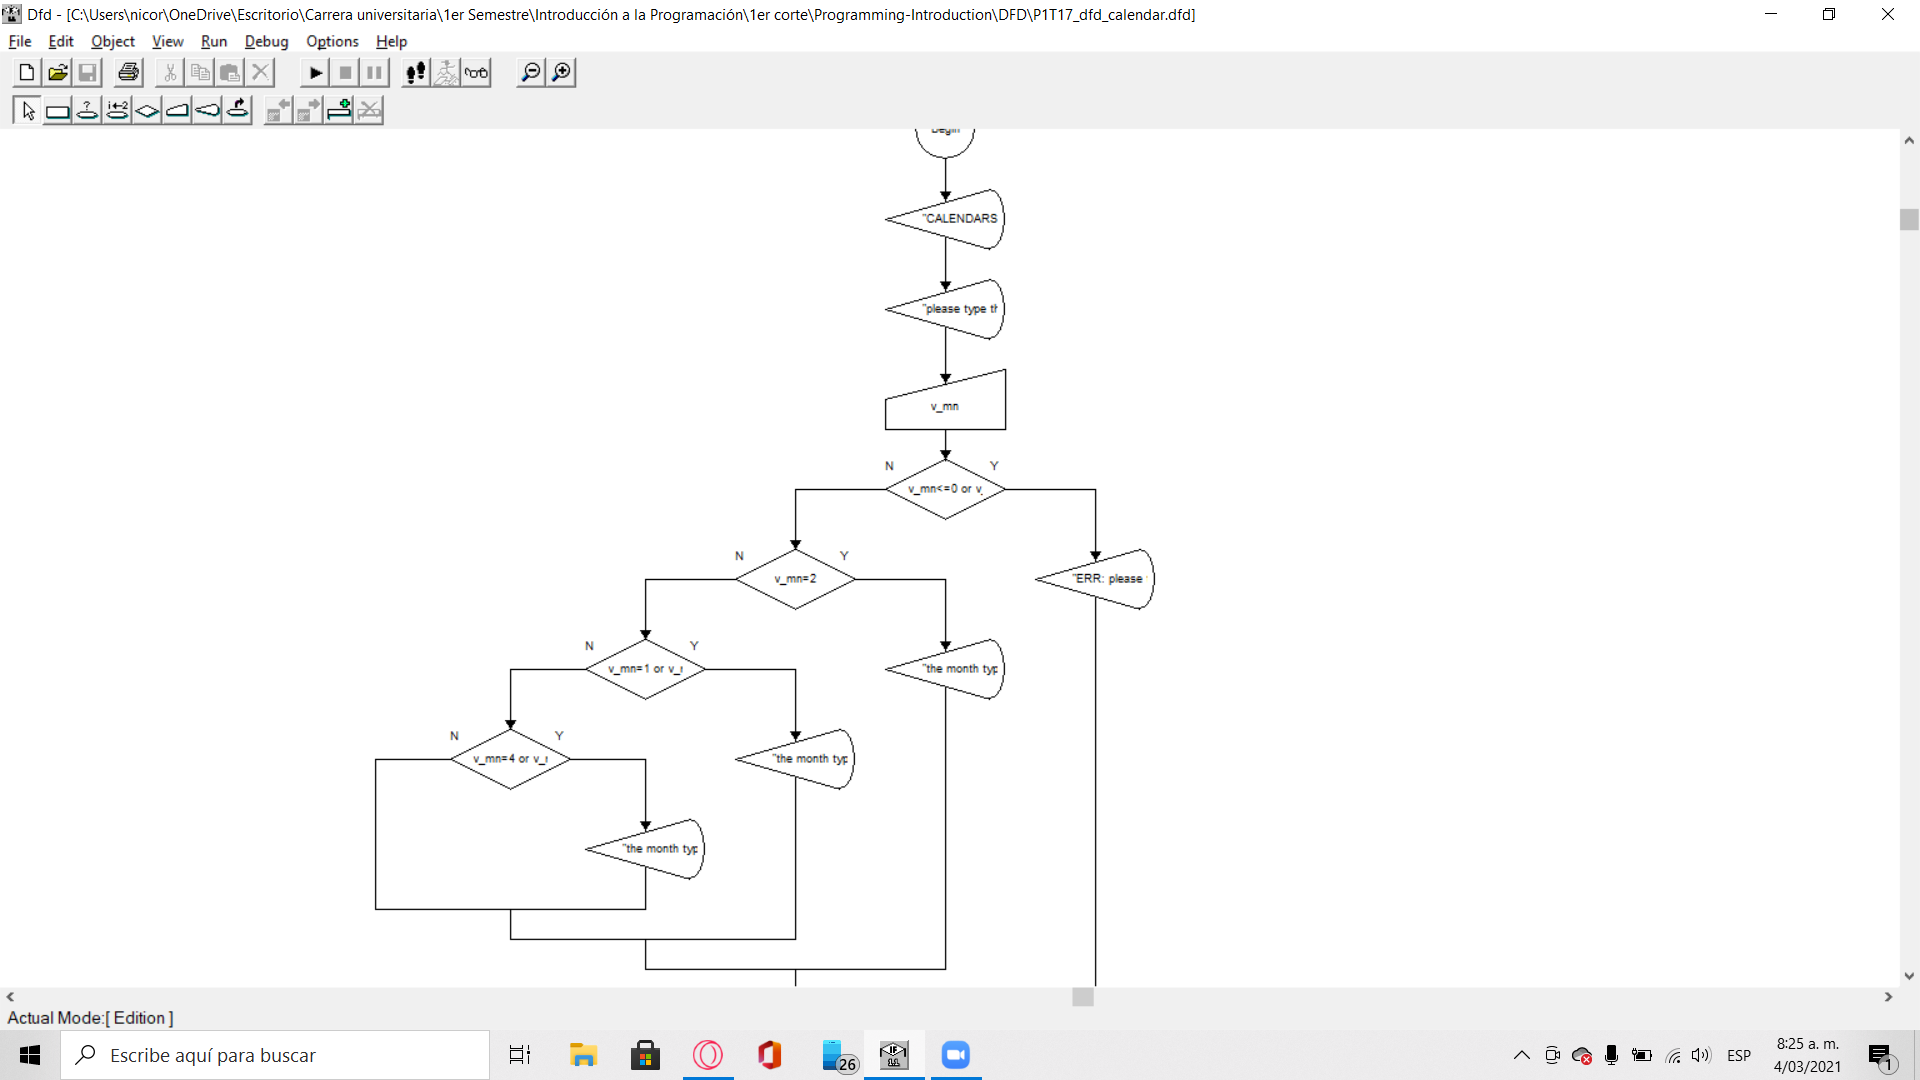 Dfd - [C:\Users\nicor\OneDrive\Escritorio\Carrera universitaria\1er Semestre\Introducción a la Programación\1er corte\Programming-Introduction\DFD\P1T17_dfd_calendar.dfd]
File Edit Object View Run Debug Options Help
Begin
"CALENDARS
"please type th
v_mn
N Y
v_mn<=0 or v_
N Y
v_mn=2
"ERR: please
N Y
v_mn=1 or v_
"the month typ
N Y
v_mn=4 or v_
"the month typ
"the month typ
Actual Mode:[ Edition ]
Escribe aquí para buscar
26
ESP
8:25 a. m.
4/03/2021
1